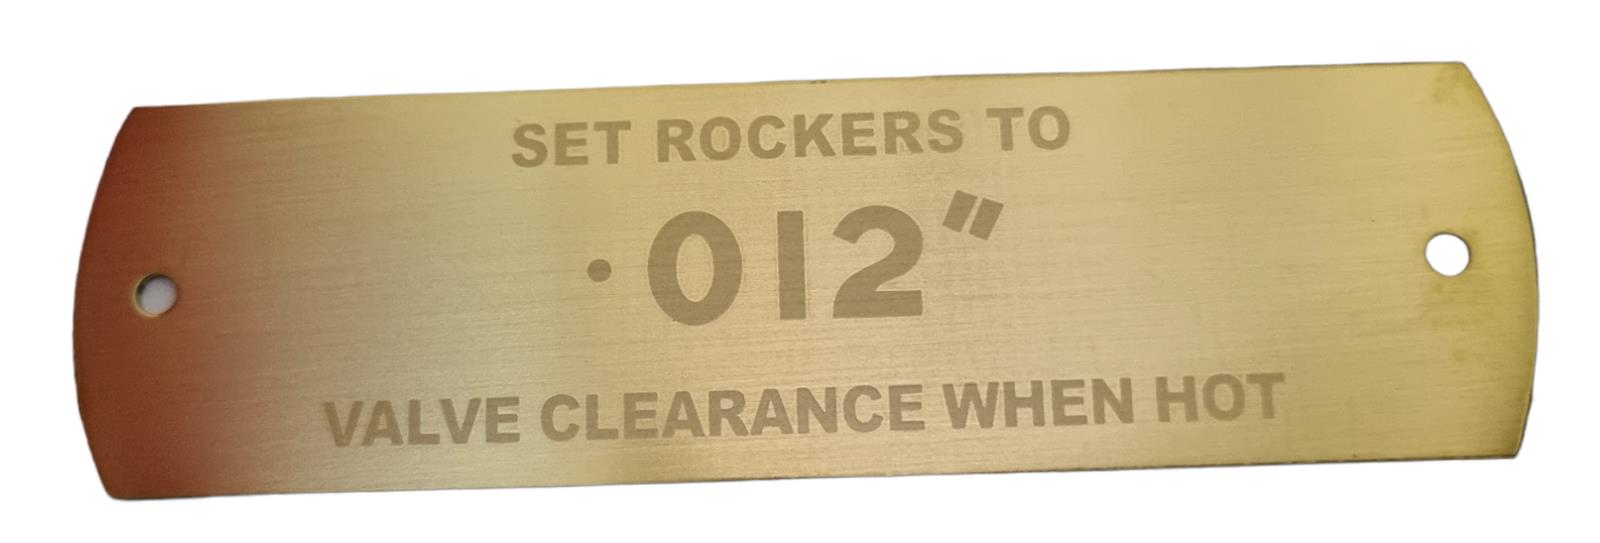 SET ROCKERS TO
·012"
VALVE CLEARANCE WHEN HOT